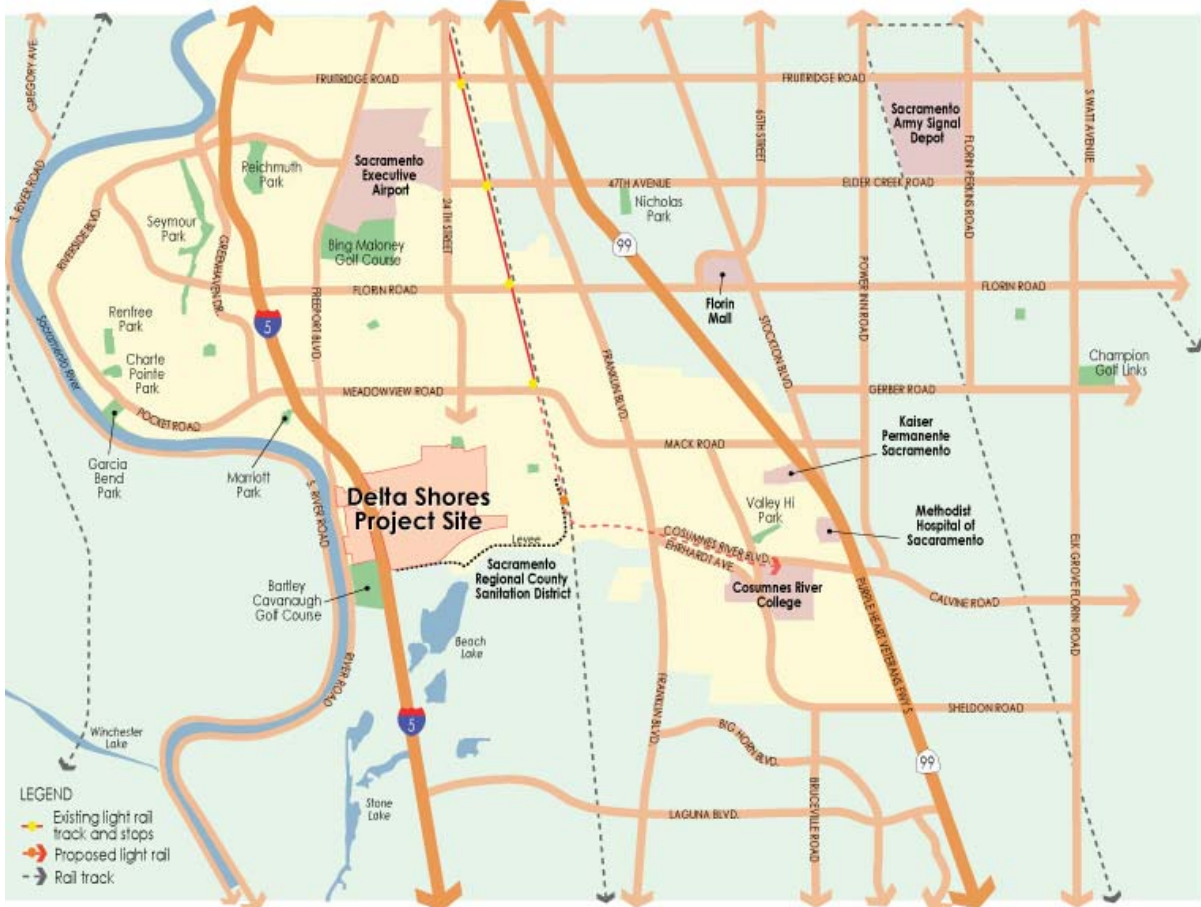 GREGORY AVE.
FRUITRIDGE ROAD
FRUITRIDGE ROAD
S WATT AVENUE
Sacramento
Army Signal
Depot
65TH STREET
FLORIN PERKINS ROAD
Reichmuth
Park
Sacramento
Executive
Airport
47TH AVENUE
ELDER CREEK ROAD
S. RIVER ROAD
RIVERSIDE BLVD.
Seymour
Park
24TH STREET
Nicholas
Park
GREENHAVEN DR.
Bing Maloney
Golf Course
99
POWER INN ROAD
FLORIN ROAD
FLORIN ROAD
Florin
Mall
Renfree
Park
5
FREEPORT BLVD.
STOCKTON BLVD.
Sacramento River
Charte
Pointe
Park
FRANKLIN BLVD.
Champion
Golf Links
MEADOWVIEW ROAD
GERBER ROAD
POCKET ROAD
Kaiser
Permanente
Sacramento
MACK ROAD
Garcia
Bend
Park
Marriott
Park
S. RIVER ROAD
Delta Shores
Project Site
Valley Hi
Park
Methodist
Hospital of
Sacaramento
Levee
COSUMNES RIVER BLVD.
EHRHARDT AVE.
ELK GROVE FLORIN ROAD
Sacramento
Regional County
Sanitation District
Bartley
Cavanaugh
Golf Course
Cosumnes River
College
CALVINE ROAD
PURPLE HEART VETERANS FWY S
Beach
Lake
RIVER ROAD
FRANKLIN BLVD.
SHELDON ROAD
5
BIG HORN BLVD.
Winchester
Lake
99
BRUCEVILLE ROAD
LEGEND
Existing light rail
track and stops
Proposed light rail
Rail track
Stone
Lake
LAGUNA BLVD.